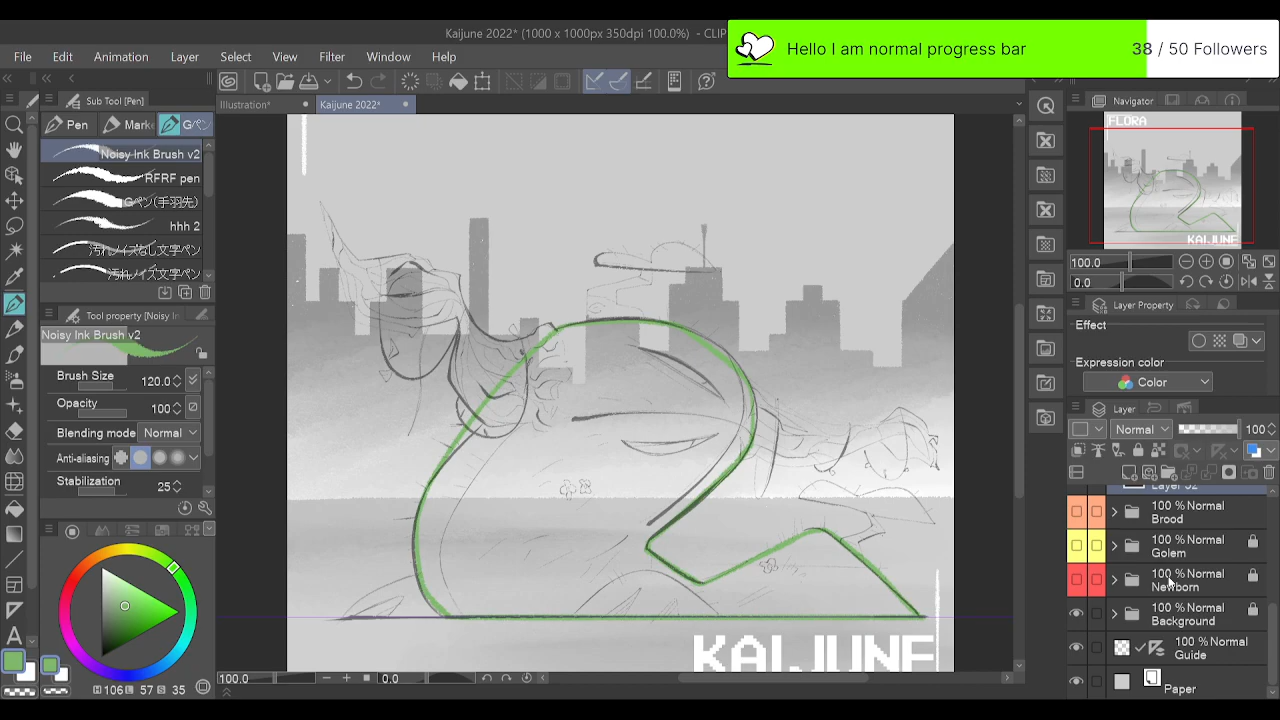 Kaijune 2022* (1000 x 1000px 350dpi 100.0%) - CLIP
Hello I am normal progress bar
38 / 50 Followers
File Edit Animation Layer Select View Filter Window Help
Sub Tool [Pen]
Illustration*
Kaijune 2022*
Navigator
Pen
Mark
Gペン
Noisy Ink Brush v2
RFRF pen
Gペン(手羽先)
hhh 2
汚れノイズなし文字ペン
汚れノイズ文字ペン
FLORA
KAIJUNE
100.0
0.0
Tool property [Noisy In
Noisy Ink Brush v2
Brush Size 120.0
Opacity 100
Blending mode Normal
Anti-aliasing
Stabilization 25
Layer Property
Effect
Expression color
Color
Layer
Normal 100
Layer 32
100 % Normal
Brood
100 % Normal
Golem
100 % Normal
Newborn
100 % Normal
Background
100 % Normal
Guide
Paper
KAIJUNE
H 106 L 57 S 35
100.0
0.0
A